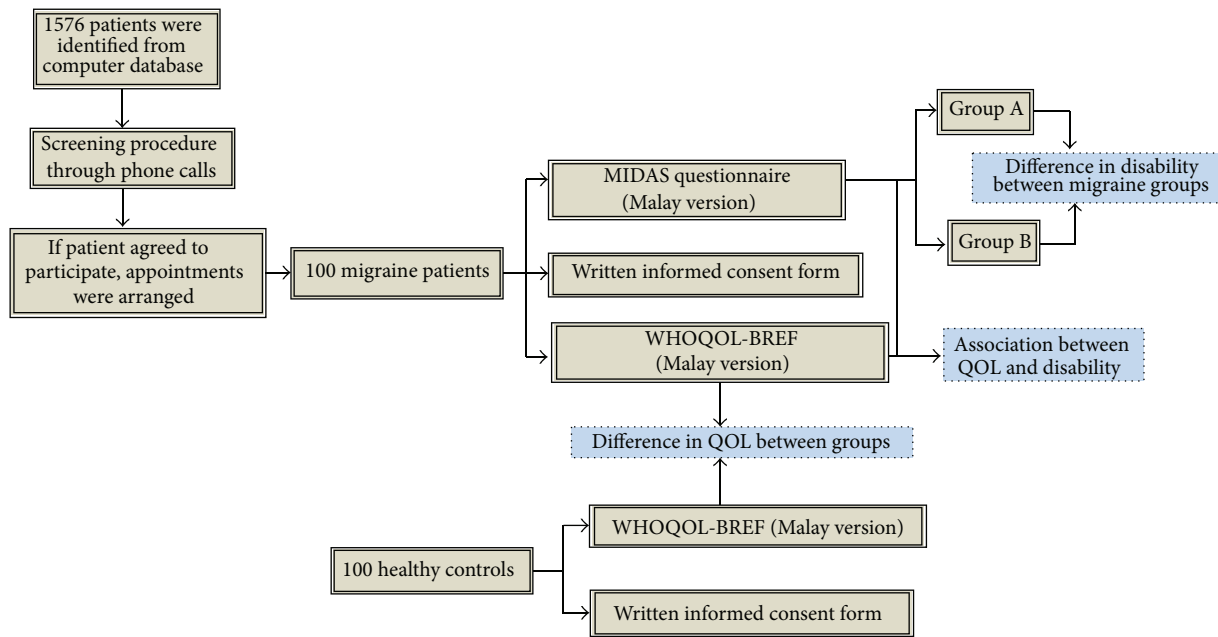 1576 patients were
identified from
computer database
Screening procedure
through phone calls
If patient agreed to
participate, appointments
were arranged
100 migraine patients
MIDAS questionnaire
(Malay version)
Written informed consent form
WHOQOL-BREF
(Malay version)
Group A
Difference in disability
between migraine groups
Group B
Association between
QOL and disability
Difference in QOL between groups
WHOQOL-BREF (Malay version)
100 healthy controls
Written informed consent form